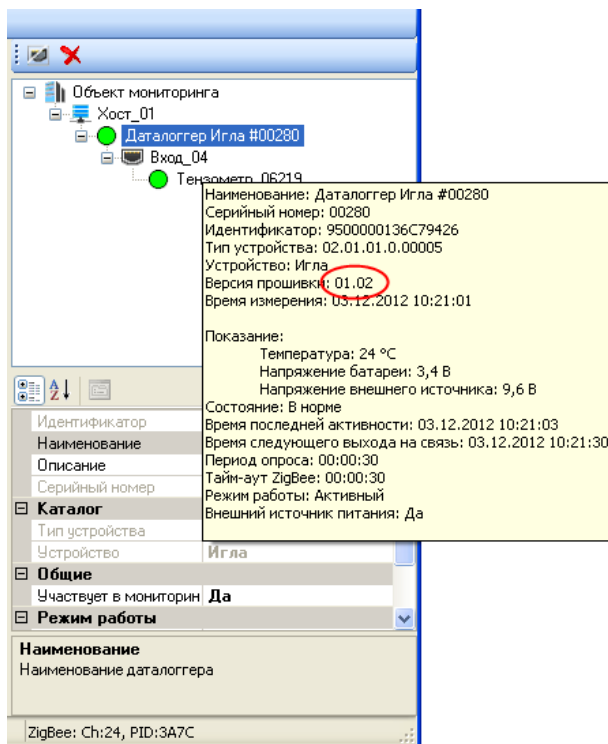 Объект мониторинга
Хост_01
Даталоггер Игла #00280
Вход_04
Тензометр_06219
Наименование: Даталоггер Игла #00280
Серийный номер: 00280
Идентификатор: 9500000136C79426
Тип устройства: 02.01.01.0.00005
Устройство: Игла
Версия прошивки: 01.02
Время измерения: 03.12.2012 10:21:01
Показание:
Температура: 24 °C
Напряжение батареи: 3,4 В
Напряжение внешнего источника: 9,6 В
Состояние: В норме
Время последней активности: 03.12.2012 10:21:03
Время следующего выхода на связь: 03.12.2012 10:21:30
Период опроса: 00:00:30
Тайм-аут ZigBee: 00:00:30
Режим работы: Активный
Внешний источник питания: Да
Идентификатор
Наименование
Описание
Серийный номер
Каталог
Тип устройства
Устройство Игла
Общие
Участвует в мониторин Да
Режим работы
Наименование
Наименование даталоггера
ZigBee: Ch:24, PID:3A7C